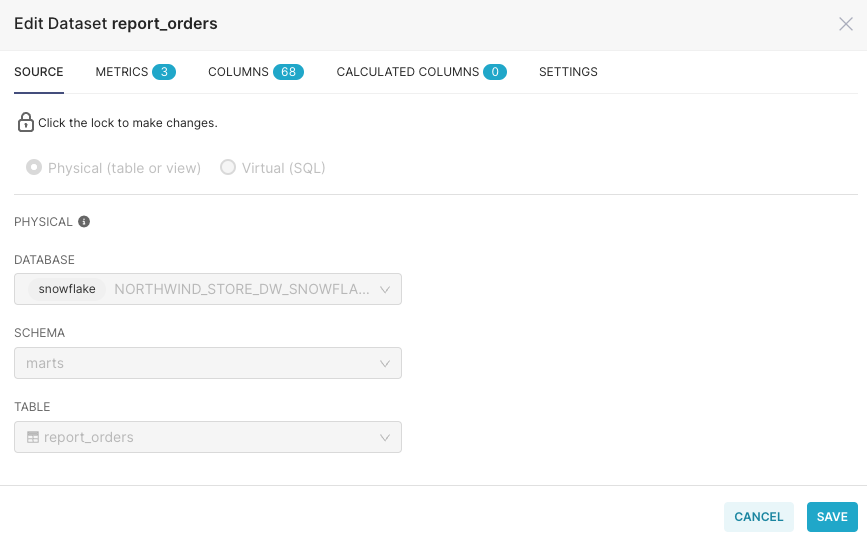 Edit Dataset report_orders
SOURCE METRICS 3 COLUMNS 68 CALCULATED COLUMNS 0 SETTINGS
Click the lock to make changes.
Physical (table or view) Virtual (SQL)
PHYSICAL
DATABASE
snowflake NORTHWIND_STORE_DW_SNOWFLA...
SCHEMA
marts
TABLE
report_orders
CANCEL SAVE